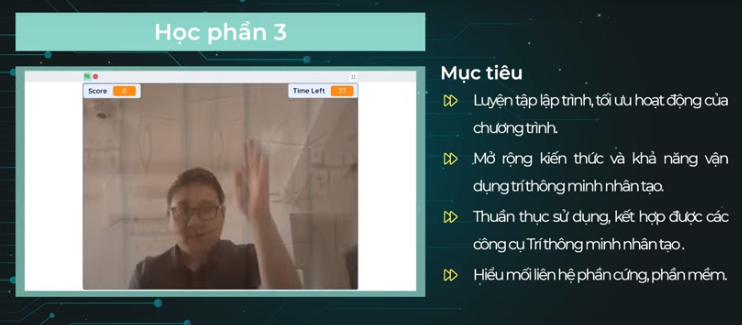 Học phần 3
Score 0
Time Left 27
Mục tiêu
Luyện tập lập trình, tối ưu hoạt động của
chương trình.
Mở rộng kiến thức và khả năng vận
dụng trí thông minh nhân tạo.
Thuần thục sử dụng, kết hợp được các
công cụ Trí thông minh nhân tạo.
Hiểu mối liên hệ phần cứng, phần mềm.